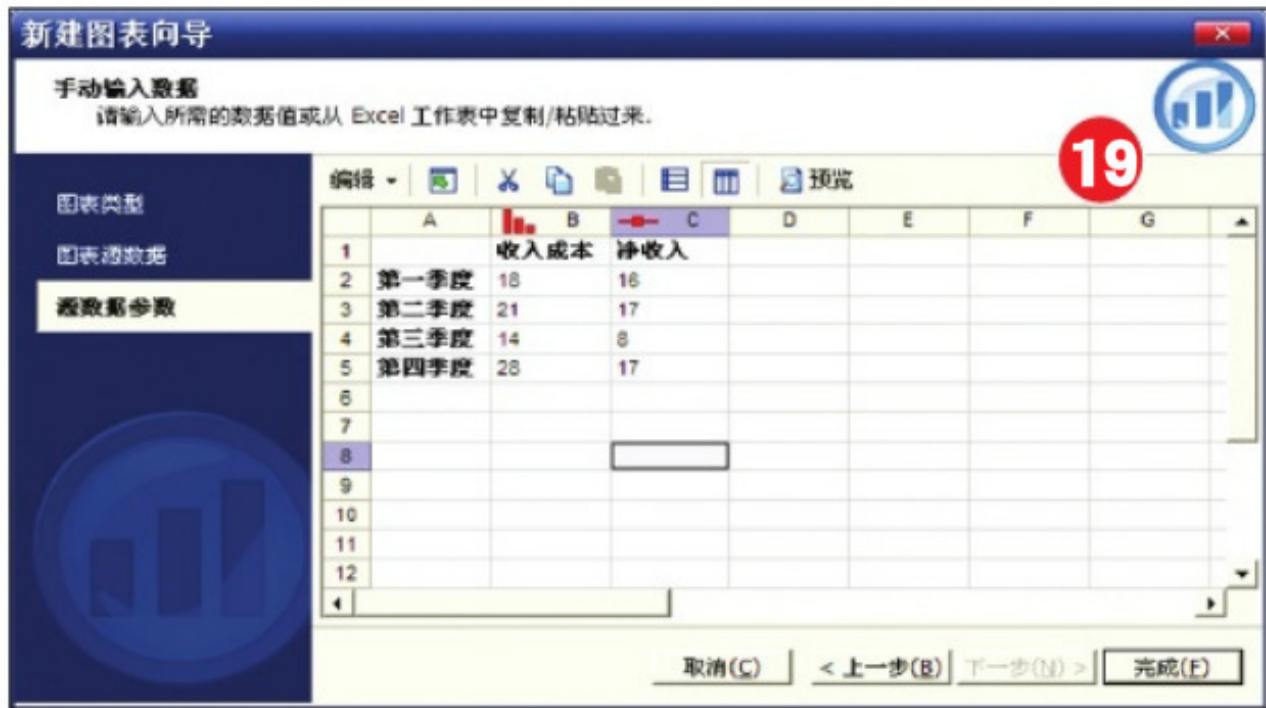 新建图表向导
手动输入数据
请输入所需的数据值或从 Excel 工作表中复制/粘贴过来.
19
编辑 预览
图表类型
图表源数据
源数据参数
A B C D E F G
1 收入成本 净收入
2 第一季度 18 16
3 第二季度 21 17
4 第三季度 14 8
5 第四季度 28 17
6
7
8
9
10
11
12
取消(C) < 上一步(B) 下一步(N) > 完成(F)